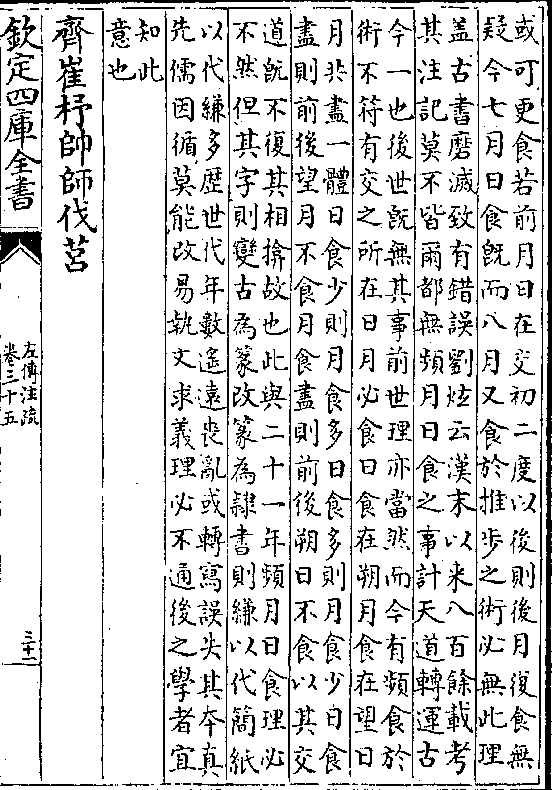 或可更食若前月日在交初二度以後則後月復食無
疑今七月日食既而八月又食於推步之術必無此理
盖古書磨滅致有錯誤劉炫云漢末以来八百餘載考
其注記莫不皆爾都無頻月日食之事計天道轉運古
今一也後世既無其事前世理亦當然而今有頻食於
術不符有交之所在日月必食日食在朔月食在望日
月共盡一體日食少則月食多日食多則月食少日食
盡則前後望月不食月食盡則前後朔日不食以其交
道既不復其相揜故也此與二十一年頻月日食理必
不然但其字則變古為篆改篆為隸書則縑以代簡紙
以代縑多歷世代年數遙遠喪亂或轉寫誤失其本真
先儒因循莫能改易執文求義理必不通後之學者宜
知此
意也
齊崔杼帥師伐莒
欽定四庫全書
左傳注疏
卷三十五
三十二